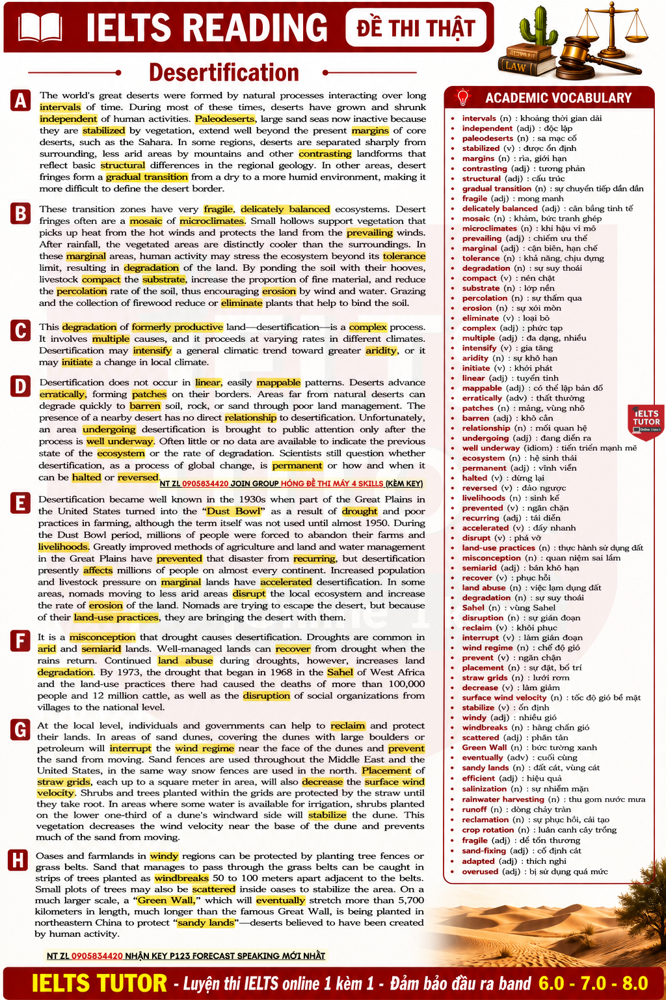 IELTS READING
ĐỀ THI THẬT
LAW
Desertification
A
The world's great deserts were formed by natural processes interacting over long
intervals of time. During most of these times, deserts have grown and shrunk
independent of human activities. Paleodeserts, large sand seas now inactive because
they are stabilized by vegetation, extend well beyond the present margins of core
deserts, such as the Sahara. In some regions, deserts are separated sharply from
surrounding, less arid areas by mountains and other contrasting landforms that
reflect basic structural differences in the regional geology. In other areas, desert
fringes form a gradual transition from a dry to a more humid environment, making it
more difficult to define the desert border.
B
These transition zones have very fragile, delicately balanced ecosystems. Desert
fringes often are a mosaic of microclimates. Small hollows support vegetation that
picks up heat from the hot winds and protects the land from the prevailing winds.
After rainfall, the vegetated areas are distinctly cooler than the surroundings. In
these marginal areas, human activity may stress the ecosystem beyond its tolerance
limit, resulting in degradation of the land. By ponding the soil with their hooves,
livestock compact the substrate, increase the proportion of fine material, and reduce
the percolation rate of the soil, thus encouraging erosion by wind and water. Grazing
and the collection of firewood reduce or eliminate plants that help to bind the soil.
C
This degradation of formerly productive land—desertification—is a complex process.
It involves multiple causes, and it proceeds at varying rates in different climates.
Desertification may intensify a general climatic trend toward greater aridity, or it
may initiate a change in local climate.
D
Desertification does not occur in linear, easily mappable patterns. Deserts advance
erratically, forming patches on their borders. Areas far from natural deserts can
degrade quickly to barren soil, rock, or sand through poor land management. The
presence of a nearby desert has no direct relationship to desertification. Unfortunately,
an area undergoing desertification is brought to public attention only after the
process is well underway. Often little or no data are available to indicate the previous
state of the ecosystem or the rate of degradation. Scientists still question whether
desertification, as a process of global change, is permanent or how and when it
can be halted or reversed.
NT ZL 0905834420 JOIN GROUP HÓNG ĐỀ THI MÁY 4 SKILLS (KÈM KEY)
E
Desertification became well known in the 1930s when part of the Great Plains in
the United States turned into the “Dust Bowl” as a result of drought and poor
practices in farming, although the term itself was not used until almost 1950. During
the Dust Bowl period, millions of people were forced to abandon their farms and
livelihoods. Greatly improved methods of agriculture and land and water management
in the Great Plains have prevented that disaster from recurring, but desertification
presently affects millions of people on almost every continent. Increased population
and livestock pressure on marginal lands have accelerated desertification. In some
areas, nomads moving to less arid areas disrupt the local ecosystem and increase
the rate of erosion of the land. Nomads are trying to escape the desert, but because
of their land-use practices, they are bringing the desert with them.
F
It is a misconception that drought causes desertification. Droughts are common in
arid and semiarid lands. Well-managed lands can recover from drought when the
rains return. Continued land abuse during droughts, however, increases land
degradation. By 1973, the drought that began in 1968 in the Sahel of West Africa
and the land-use practices there had caused the deaths of more than 100,000
people and 12 million cattle, as well as the disruption of social organizations from
villages to the national level.
G
At the local level, individuals and governments can help to reclaim and protect
their lands. In areas of sand dunes, covering the dunes with large boulders or
petroleum will interrupt the wind regime near the face of the dunes and prevent
the sand from moving. Sand fences are used throughout the Middle East and the
United States, in the same way snow fences are used in the north. Placement of
straw grids, each up to a square meter in area, will also decrease the surface wind
velocity. Shrubs and trees planted within the grids are protected by the straw until
they take root. In areas where some water is available for irrigation, shrubs planted
on the lower one-third of a dune's windward side will stabilize the dune. This
vegetation decreases the wind velocity near the base of the dune and prevents
much of the sand from moving.
H
Oases and farmlands in windy regions can be protected by planting tree fences or
grass belts. Sand that manages to pass through the grass belts can be caught in
strips of trees planted as windbreaks 50 to 100 meters apart adjacent to the belts.
Small plots of trees may also be scattered inside oases to stabilize the area. On a
much larger scale, a “Green Wall,” which will eventually stretch more than 5,700
kilometers in length, much longer than the famous Great Wall, is being planted in
northeastern China to protect “sandy lands”—deserts believed to have been created
by human activity.
NT ZL 0905834420 NHẬN KEY P123 FORECAST SPEAKING MỚI NHẤT
ACADEMIC VOCABULARY
• intervals (n) : khoảng thời gian dài
• independent (adj) : độc lập
• paleodeserts (n) : sa mạc cổ
• stabilized (v) : được ổn định
• margins (n) : rìa, giới hạn
• contrasting (adj) : tương phản
• structural (adj) : cấu trúc
• gradual transition (n) : sự chuyển tiếp dần dần
• fragile (adj) : mong manh
• delicately balanced (adj) : cân bằng tinh tế
• mosaic (n) : khảm, bức tranh ghép
• microclimates (n) : khí hậu vi mô
• prevailing (adj) : chiếm ưu thế
• marginal (adj) : cận biên, hạn chế
• tolerance (n) : khả năng, chịu đựng
• degradation (n) : sự suy thoái
• compact (v) : nén chặt
• substrate (n) : lớp nền
• percolation (n) : sự thấm qua
• erosion (n) : sự xói mòn
• eliminate (v) : loại bỏ
• complex (adj) : phức tạp
• multiple (adj) : đa dạng, nhiều
• intensify (v) : gia tăng
• aridity (n) : sự khô hạn
• initiate (v) : khởi phát
• linear (adj) : tuyến tính
• mappable (adj) : có thể lập bản đồ
• erratically (adv) : thất thường
• patches (n) : mảng, vùng nhỏ
• barren (adj) : khô cằn
• relationship (n) : mối quan hệ
• undergoing (adj) : đang diễn ra
• well underway (idiom) : tiến triển mạnh mẽ
• ecosystem (n) : hệ sinh thái
• permanent (adj) : vĩnh viễn
• halted (v) : dừng lại
• reversed (v) : đảo ngược
• livelihoods (n) : sinh kế
• prevented (v) : ngăn chặn
• recurring (adj) : tái diễn
• accelerated (v) : đẩy nhanh
• disrupt (v) : phá vỡ
• land-use practices (n) : thực hành sử dụng đất
• misconception (n) : quan niệm sai lầm
• semiarid (adj) : bán khô hạn
• recover (v) : phục hồi
• land abuse (n) : việc lạm dụng đất
• degradation (n) : sự suy thoái
• Sahel (n) : vùng Sahel
• disruption (n) : sự gián đoạn
• reclaim (v) : khôi phục
• interrupt (v) : làm gián đoạn
• wind regime (n) : chế độ gió
• prevent (v) : ngăn chặn
• placement (n) : sự đặt, bố trí
• straw grids (n) : lưới rơm
• decrease (v) : làm giảm
• surface wind velocity (n) : tốc độ gió bề mặt
• stabilize (v) : ổn định
• windy (adj) : nhiều gió
• windbreaks (n) : hàng chắn gió
• scattered (adj) : phân tán
• Green Wall (n) : bức tường xanh
• eventually (adv) : cuối cùng
• sandy lands (n) : đất cát, vùng cát
• efficient (adj) : hiệu quả
• salinization (n) : sự nhiễm mặn
• rainwater harvesting (n) : thu gom nước mưa
• runoff (n) : dòng chảy tràn
• reclamation (n) : sự phục hồi, cải tạo
• crop rotation (n) : luân canh cây trồng
• fragile (adj) : dễ tổn thương
• sand-fixing (adj) : cố định cát
• adapted (adj) : thích nghi
• overused (adj) : bị sử dụng quá mức
IELTS
TUTOR
Online 1 kèm 1
IELTS TUTOR - Luyện thi IELTS online 1 kèm 1 - Đảm bảo đầu ra band 6.0 - 7.0 - 8.0